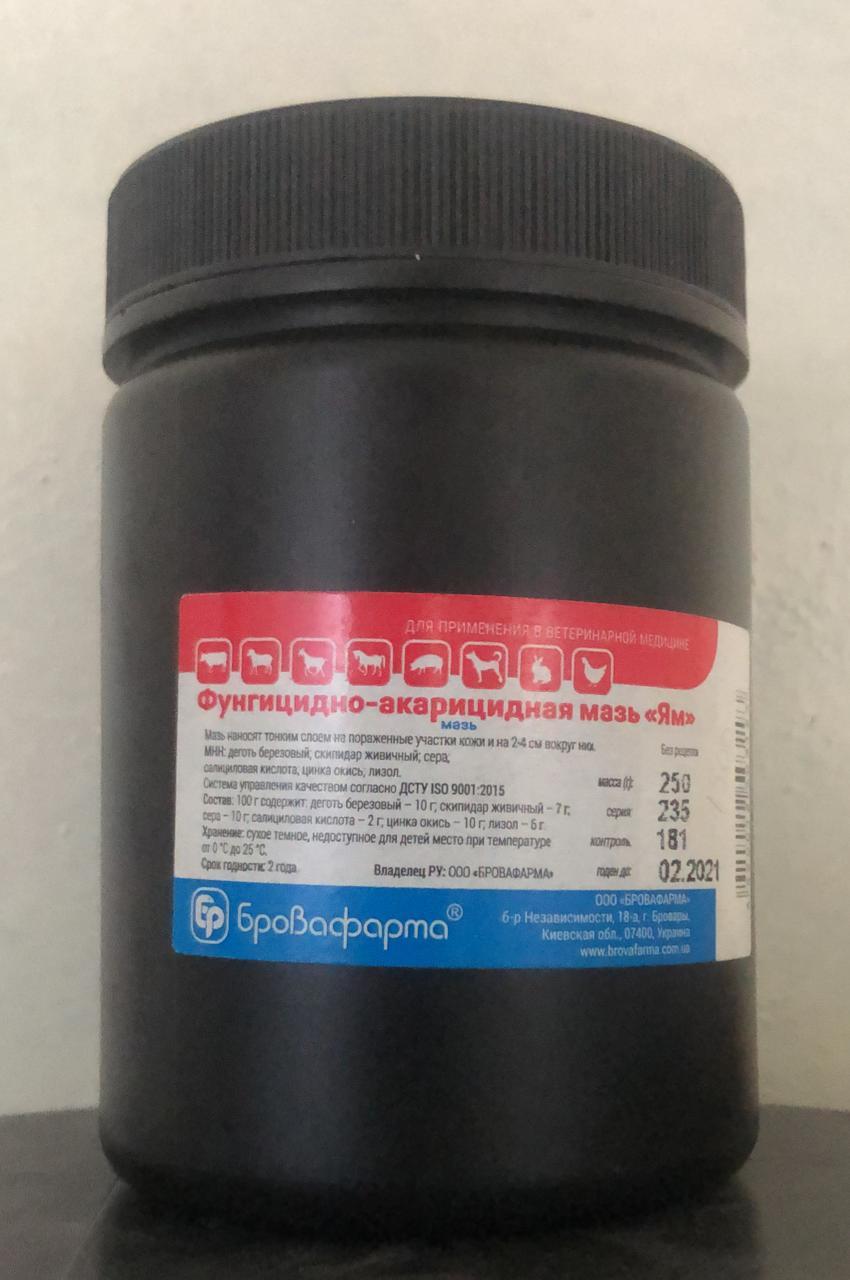 ДЛЯ ПРИМЕНЕНИЯ В ВЕТЕРИНАРНОЙ МЕДИЦИНЕ
Фунгицидно-акарицидная мазь «Ям»
мазь
Мазь наносят тонким слоем на пораженные участки кожи и на 2-4 см вокруг них.
Без рецепта
МНН: деготь березовый; скипидар живичный; сера;
салициловая кислота, цинка окись, лизол.
Система управления качеством согласно ДСТУ ISO 9001:2015
Состав: 100 г содержит: деготь березовый – 10 г; скипидар живичный – 7 г;
сера – 10 г; салициловая кислота – 2 г; цинка окись – 10 г; лизол – 6 г.
Хранение: сухое темное, недоступное для детей место при температуре
от 0 °С до 25 °С.
Срок годности: 2 года.
Владелец РУ: ООО «БРОВАФАРМА»
масса (г): 250
серия: 235
контроль: 181
годен до: 02.2021
БР Бровафарма®
ООО «БРОВАФАРМА»
б-р Независимости, 18-а, г. Бровары,
Киевская обл., 07400, Украина
www.brovafarma.com.ua